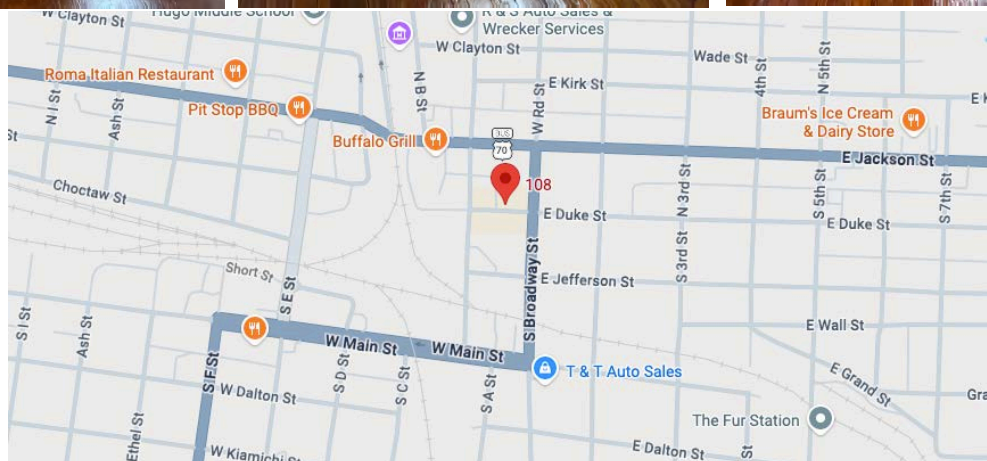 W Clayton St
Hugo Middle School
R & S Auto Sales &
Wrecker Services
W Clayton St
Wade St
4th St
N 5th St
E Kirk St
Roma Italian Restaurant
N I St
Ash St
Pit Stop BBQ
N B St
W Rd St
Braum's Ice Cream
& Dairy Store
Buffalo Grill
BUS
70
E Jackson St
St
Choctaw St
108
N 3rd St
S 5th St
S 7th St
E Duke St
E Duke St
Short St
S E St
S Broadway St
S 3rd St
E Jefferson St
S I St
Ash St
E Wall St
W Main St
W Main St
T & T Auto Sales
S F St
S D St
S C St
S A St
W Dalton St
E Grand St
Gra
The Fur Station
Ethel St
W Kiamichi St
E Dalton St
St